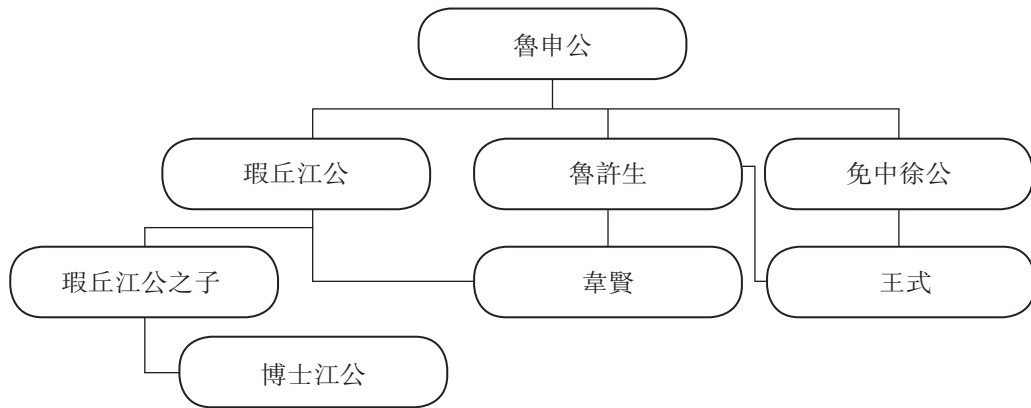 魯申公
瑕丘江公
魯許生
免中徐公
瑕丘江公之子
韋賢
王式
博士江公